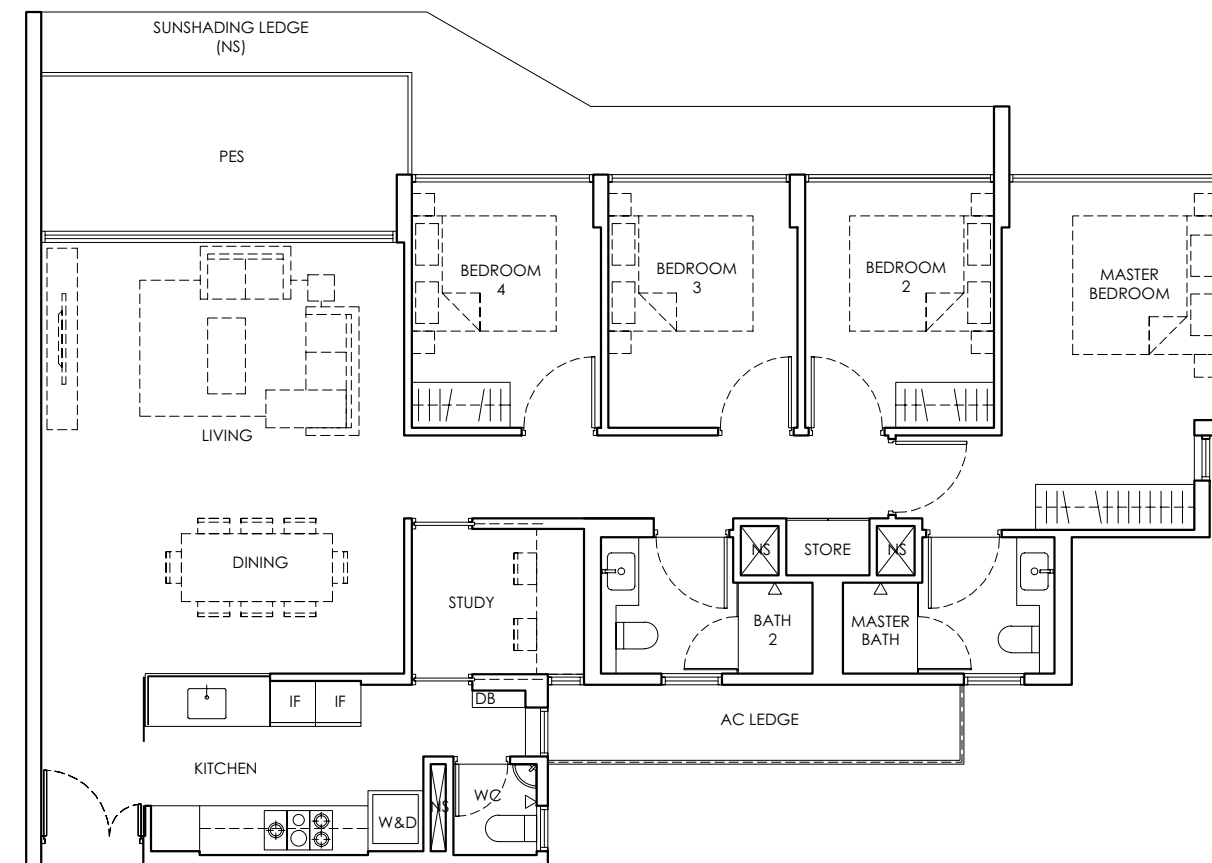 SUNSHADING LEDGE
(NS)
PES
BEDROOM
4
BEDROOM
3
BEDROOM
2
MASTER
BEDROOM
LIVING
DINING
STUDY
NS
STORE
NS
BATH
2
MASTER
BATH
IF
IF
DB
AC LEDGE
KITCHEN
W&D
NS
WC